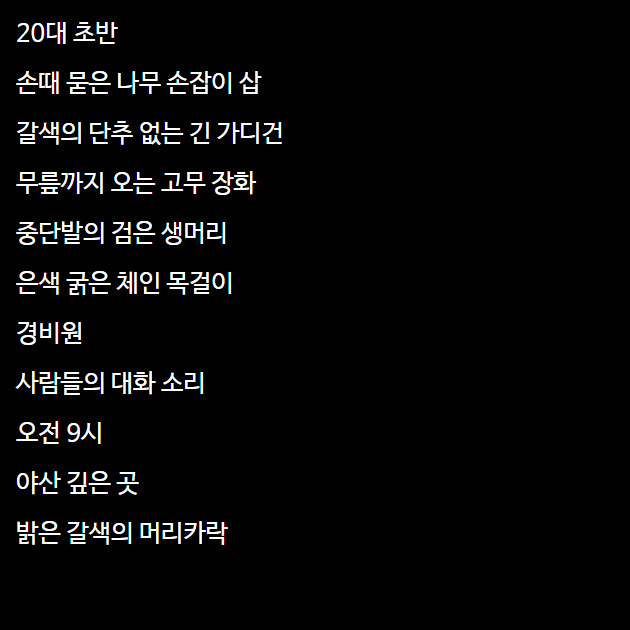 20대 초반
손때 묻은 나무 손잡이 삽
갈색의 단추 없는 긴 가디건
무릎까지 오는 고무 장화
중단발의 검은 생머리
은색 굵은 체인 목걸이
경비원
사람들의 대화 소리
오전 9시
야산 깊은 곳
밝은 갈색의 머리카락